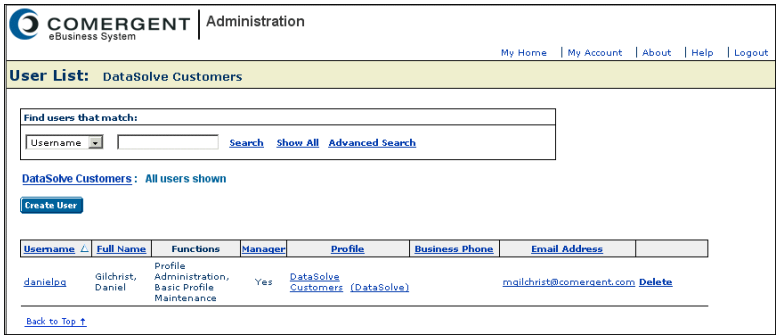 COMERGENT
eBusiness System
Administration
My Home | My Account | About | Help | Logout
User List: DataSolve Customers
Find users that match:
Username Search Show All Advanced Search
DataSolve Customers : All users shown
Create User
Username Full Name Functions Manager Profile Business Phone Email Address
danielpg Gilchrist, Daniel Profile Administration, Basic Profile Maintenance Yes DataSolve Customers (DataSolve) mgilchrist@comergent.com Delete
Back to Top ↑